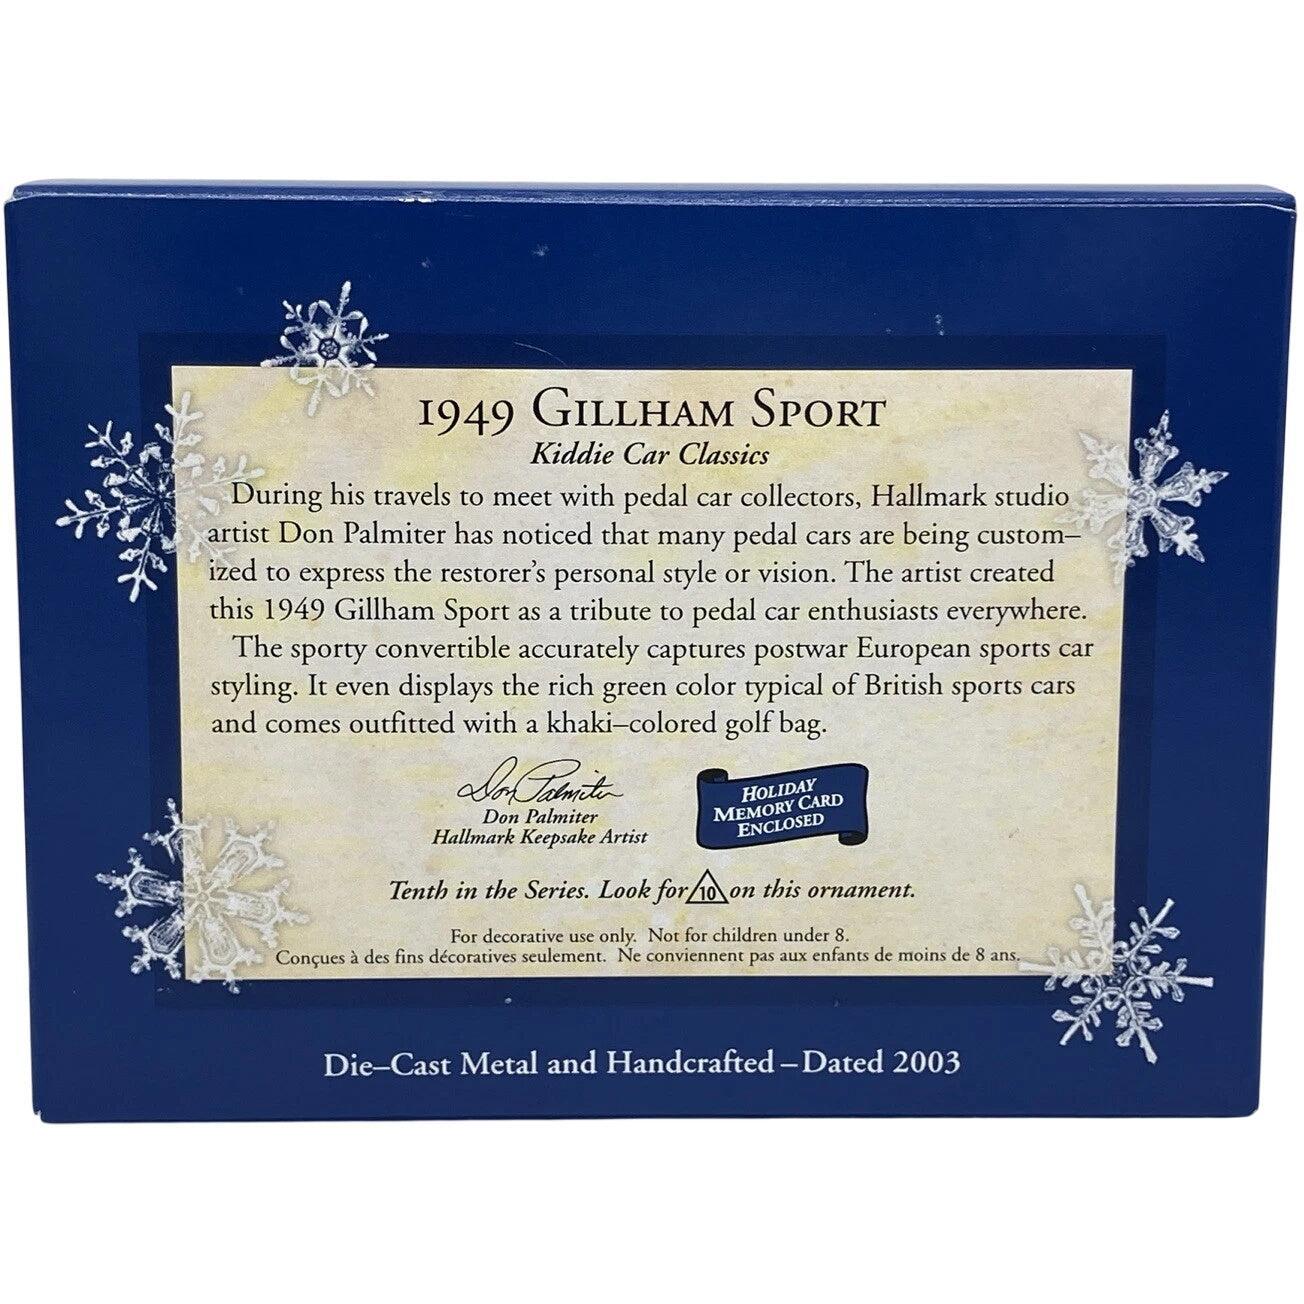 1949 Gillham Sport
Kiddie Car Classics
During his travels to meet with pedal car collectors, Hallmark studio
artist Don Palmiter has noticed that many pedal cars are being custom–
ized to express the restorer's personal style or vision. The artist created
this 1949 Gillham Sport as a tribute to pedal car enthusiasts everywhere.
The sporty convertible accurately captures postwar European sports car
styling. It even displays the rich green color typical of British sports cars
and comes outfitted with a khaki–colored golf bag.
Don Palmiter
Don Palmiter
Hallmark Keepsake Artist
Holiday
Memory Card
Enclosed
Tenth in the Series. Look for 10 on this ornament.
For decorative use only. Not for children under 8.
Conçues à des fins décoratives seulement. Ne conviennent pas aux enfants de moins de 8 ans.
Die–Cast Metal and Handcrafted – Dated 2003